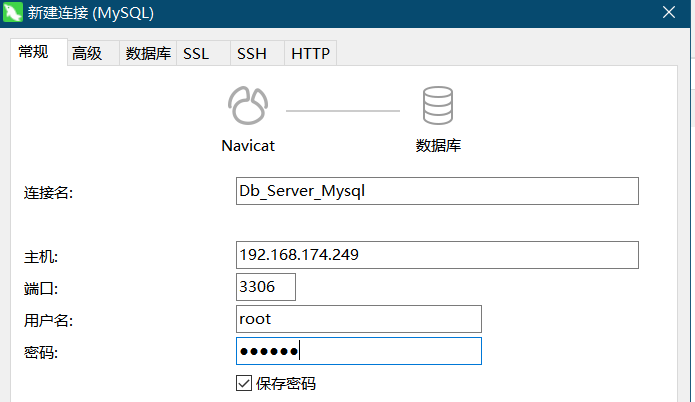 新建连接 (MySQL)
常规 高级 数据库 SSL SSH HTTP
Navicat 数据库
连接名: Db_Server_Mysql
主机: 192.168.174.249
端口: 3306
用户名: root
密码: ●●●●●●
保存密码